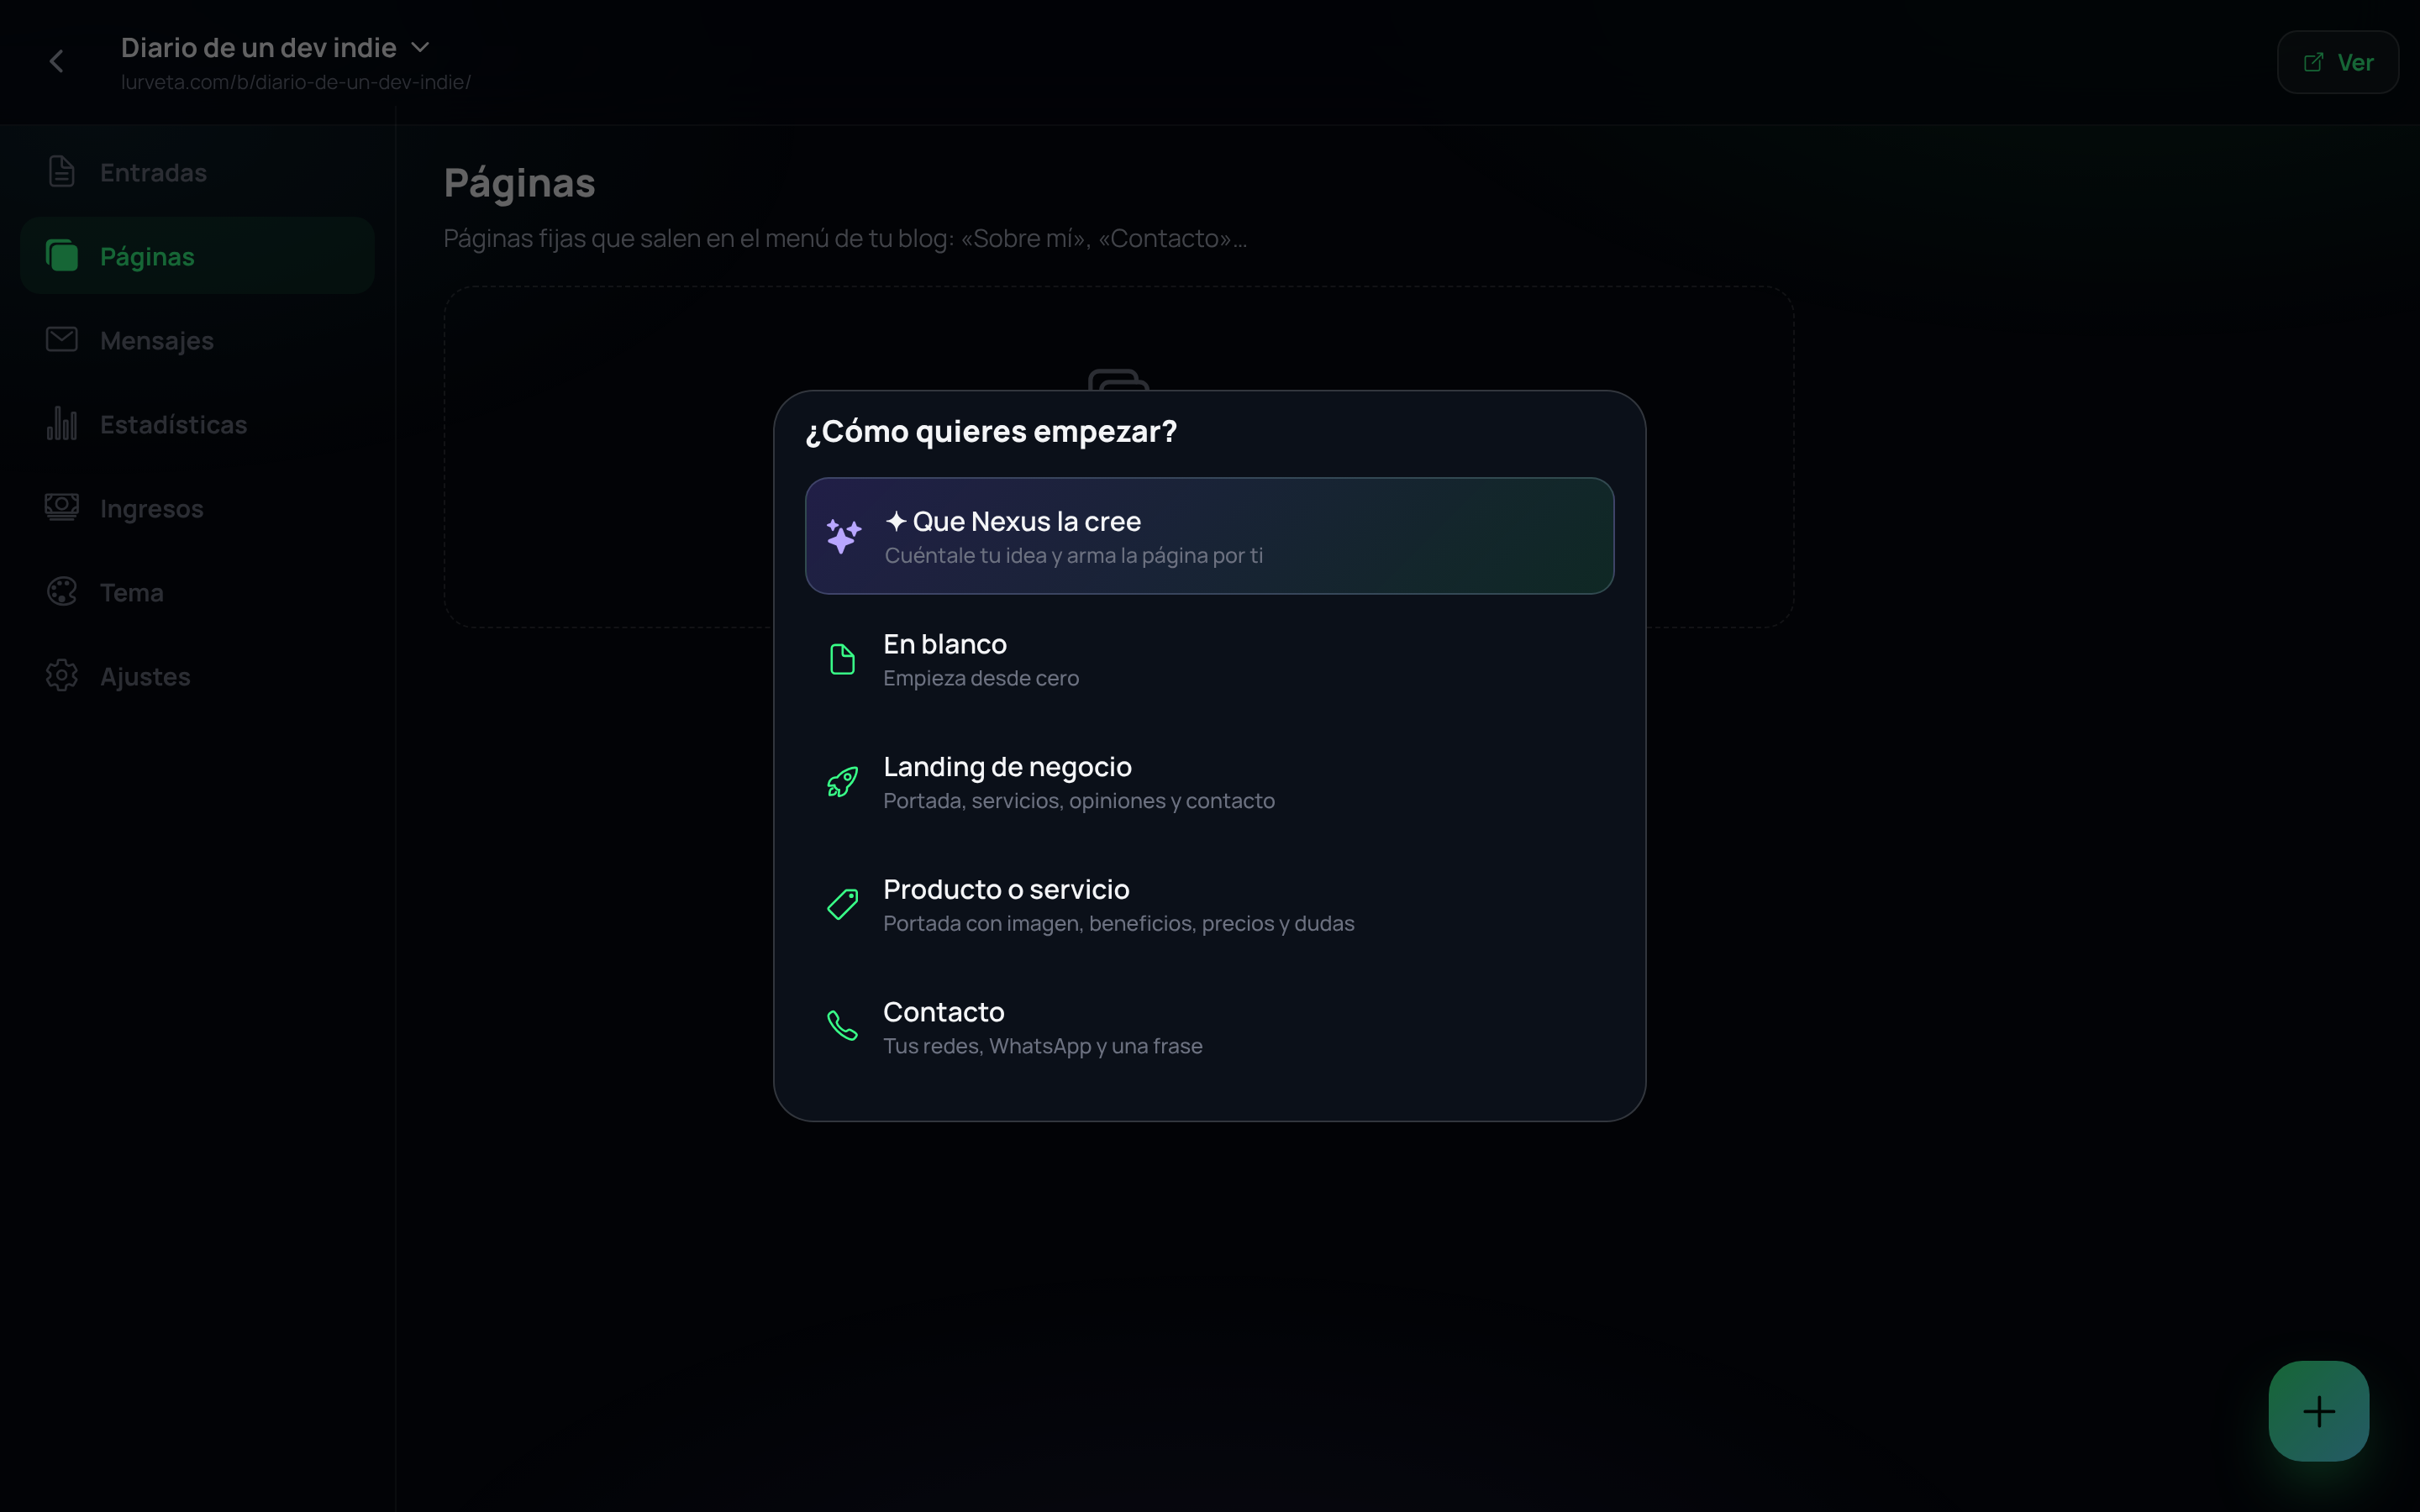 Diario de un dev indie
lurveta.com/b/diario-de-un-dev-indie/
Ver
Entradas
Páginas
Mensajes
Estadísticas
Ingresos
Tema
Ajustes
Páginas
Páginas fijas que salen en el menú de tu blog: «Sobre mí», «Contacto»...
¿Cómo quieres empezar?
✦ Que Nexus la cree
Cuéntale tu idea y arma la página por ti
En blanco
Empieza desde cero
Landing de negocio
Portada, servicios, opiniones y contacto
Producto o servicio
Portada con imagen, beneficios, precios y dudas
Contacto
Tus redes, WhatsApp y una frase